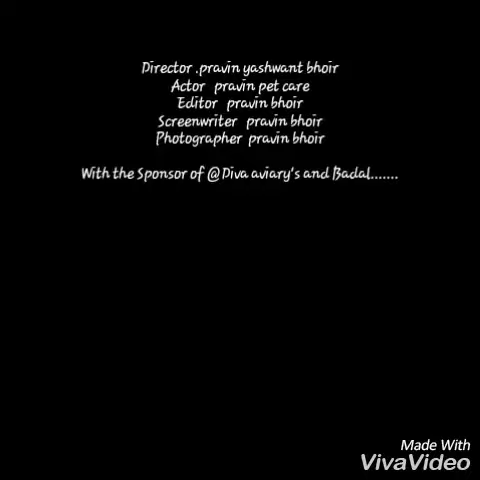 Director .pravin yashwant bhoir
Actor pravin pet care
Editor pravin bhoir
Screenwriter pravin bhoir
Photographer pravin bhoir
With the Sponsor of @Diva aviary's and Badal.......
Made With
VivaVideo